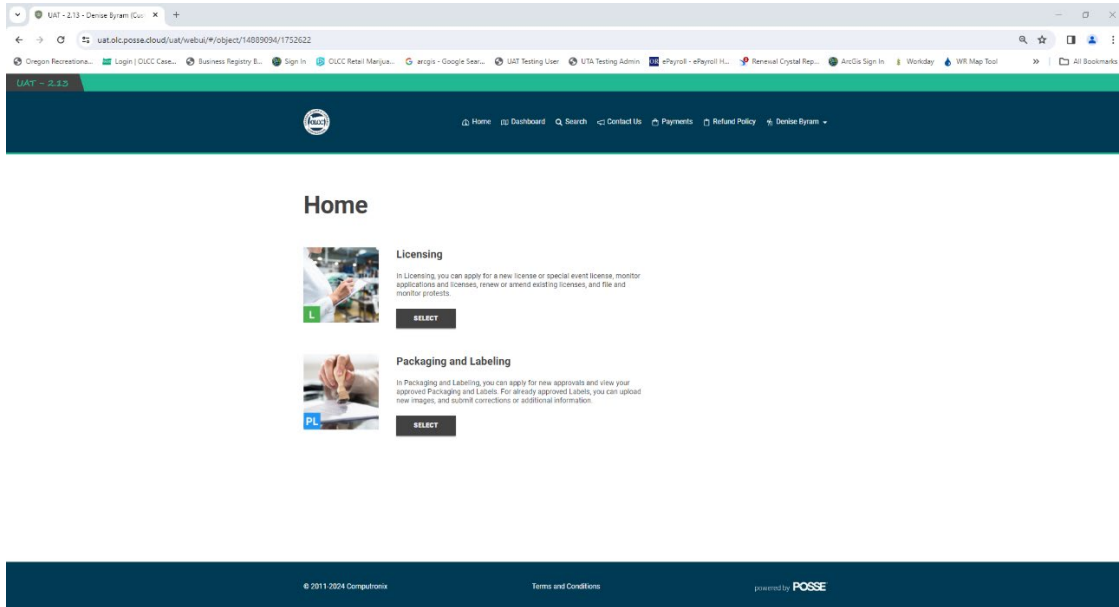 UAT - 2.13 - Denise Byram (Cus
uat.olc.posse.cloud/uat/webui/#/object/14889094/1752622
Oregon Recreationa... Login | OLCC Case... Business Registry B... Sign In OLCC Retail Marijua... arcgis - Google Sear... UAT Testing User UTA Testing Admin OR ePayroll - ePayroll H... Renewal Crystal Rep... ArcGis Sign In Workday WR Map Tool » All Bookmarks
UAT - 2.13
Home Dashboard Search Contact Us Payments Refund Policy Denise Byram
Home
Licensing
In Licensing, you can apply for a new license or special event license, monitor
applications and licenses, renew or amend existing licenses, and file and
monitor protests.
L
SELECT
Packaging and Labeling
In Packaging and Labeling, you can apply for new approvals and view your
approved Packaging and Labels. For already approved Labels, you can upload
new images, and submit corrections or additional information.
PL
SELECT
© 2011-2024 Computronix Terms and Conditions powered by POSSE